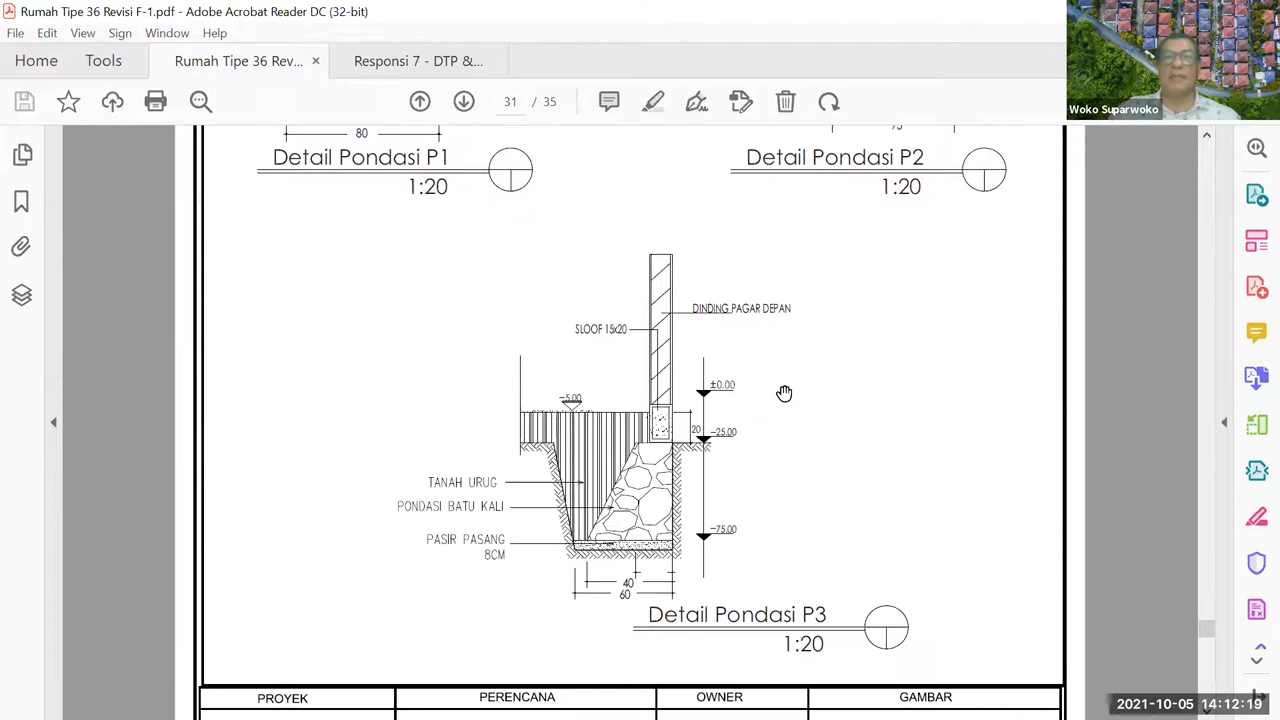 Rumah Tipe 36 Revisi F-1.pdf - Adobe Acrobat Reader DC (32-bit)
File Edit View Sign Window Help
Home Tools Rumah Tipe 36 Rev... × Responsi 7 - DTP &...
31 / 35
Woko Suparwoko
80
75
Detail Pondasi P1
1:20
Detail Pondasi P2
1:20
DINDING PAGAR DEPAN
SLOOF 15x20
±0.00
-5.00
20
-25.00
TANAH URUG
PONDASI BATU KALI
-75.00
PASIR PASANG
8CM
40
60
Detail Pondasi P3
1:20
PROYEK PERENCANA OWNER GAMBAR
2021-10-05 14:12:19